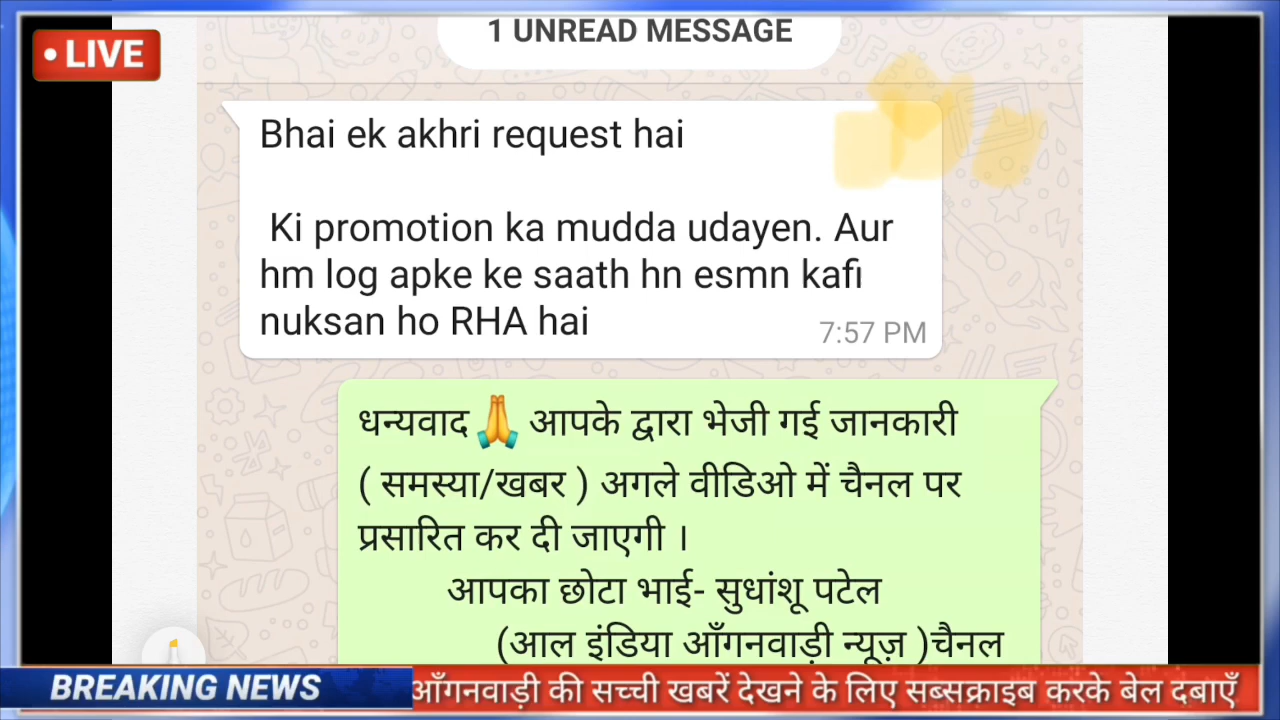 1 UNREAD MESSAGE
• LIVE
Bhai ek akhri request hai
Ki promotion ka mudda udayen. Aur
hm log apke ke saath hn esmn kafi
nuksan ho RHA hai
7:57 PM
धन्यवाद🙏 आपके द्वारा भेजी गई जानकारी
( समस्या/खबर ) अगले वीडिओ में चैनल पर
प्रसारित कर दी जाएगी ।
आपका छोटा भाई- सुधांशू पटेल
(आल इंडिया आँगनवाड़ी न्यूज़ )चैनल
BREAKING NEWS
आँगनवाड़ी की सच्ची खबरें देखने के लिए सब्सक्राइब करके बेल दबाएँ